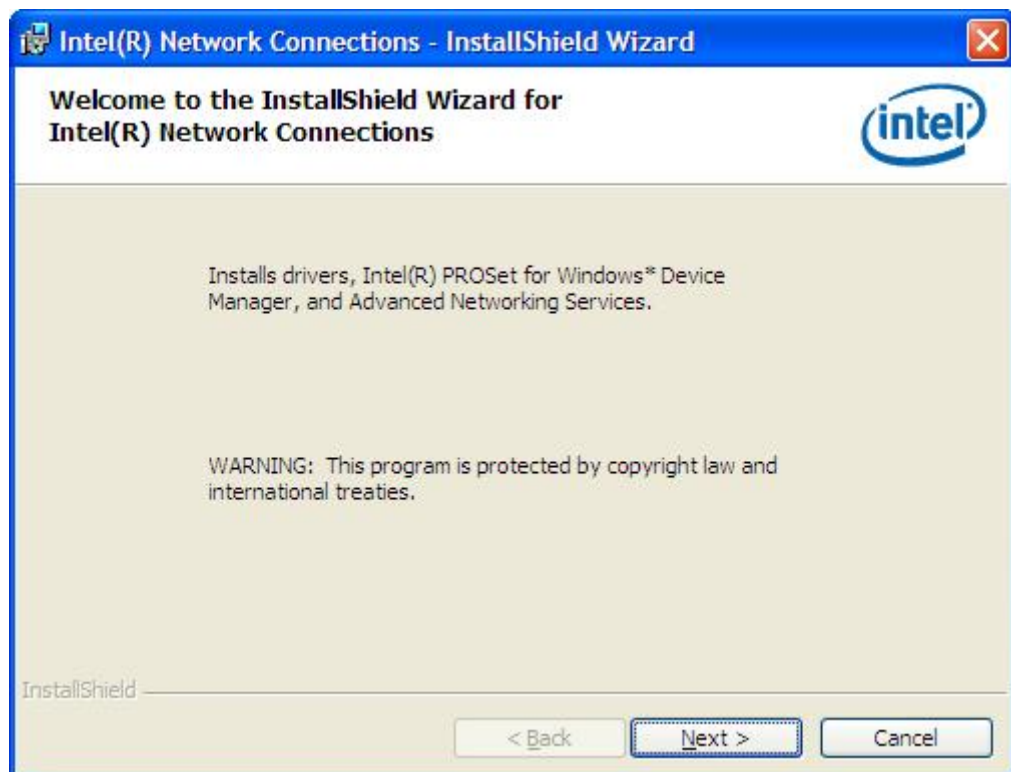 Intel(R) Network Connections - InstallShield Wizard
Welcome to the InstallShield Wizard for
Intel(R) Network Connections
intel
Installs drivers, Intel(R) PROSet for Windows* Device
Manager, and Advanced Networking Services.
WARNING:  This program is protected by copyright law and
international treaties.
InstallShield
< Back
Next >
Cancel